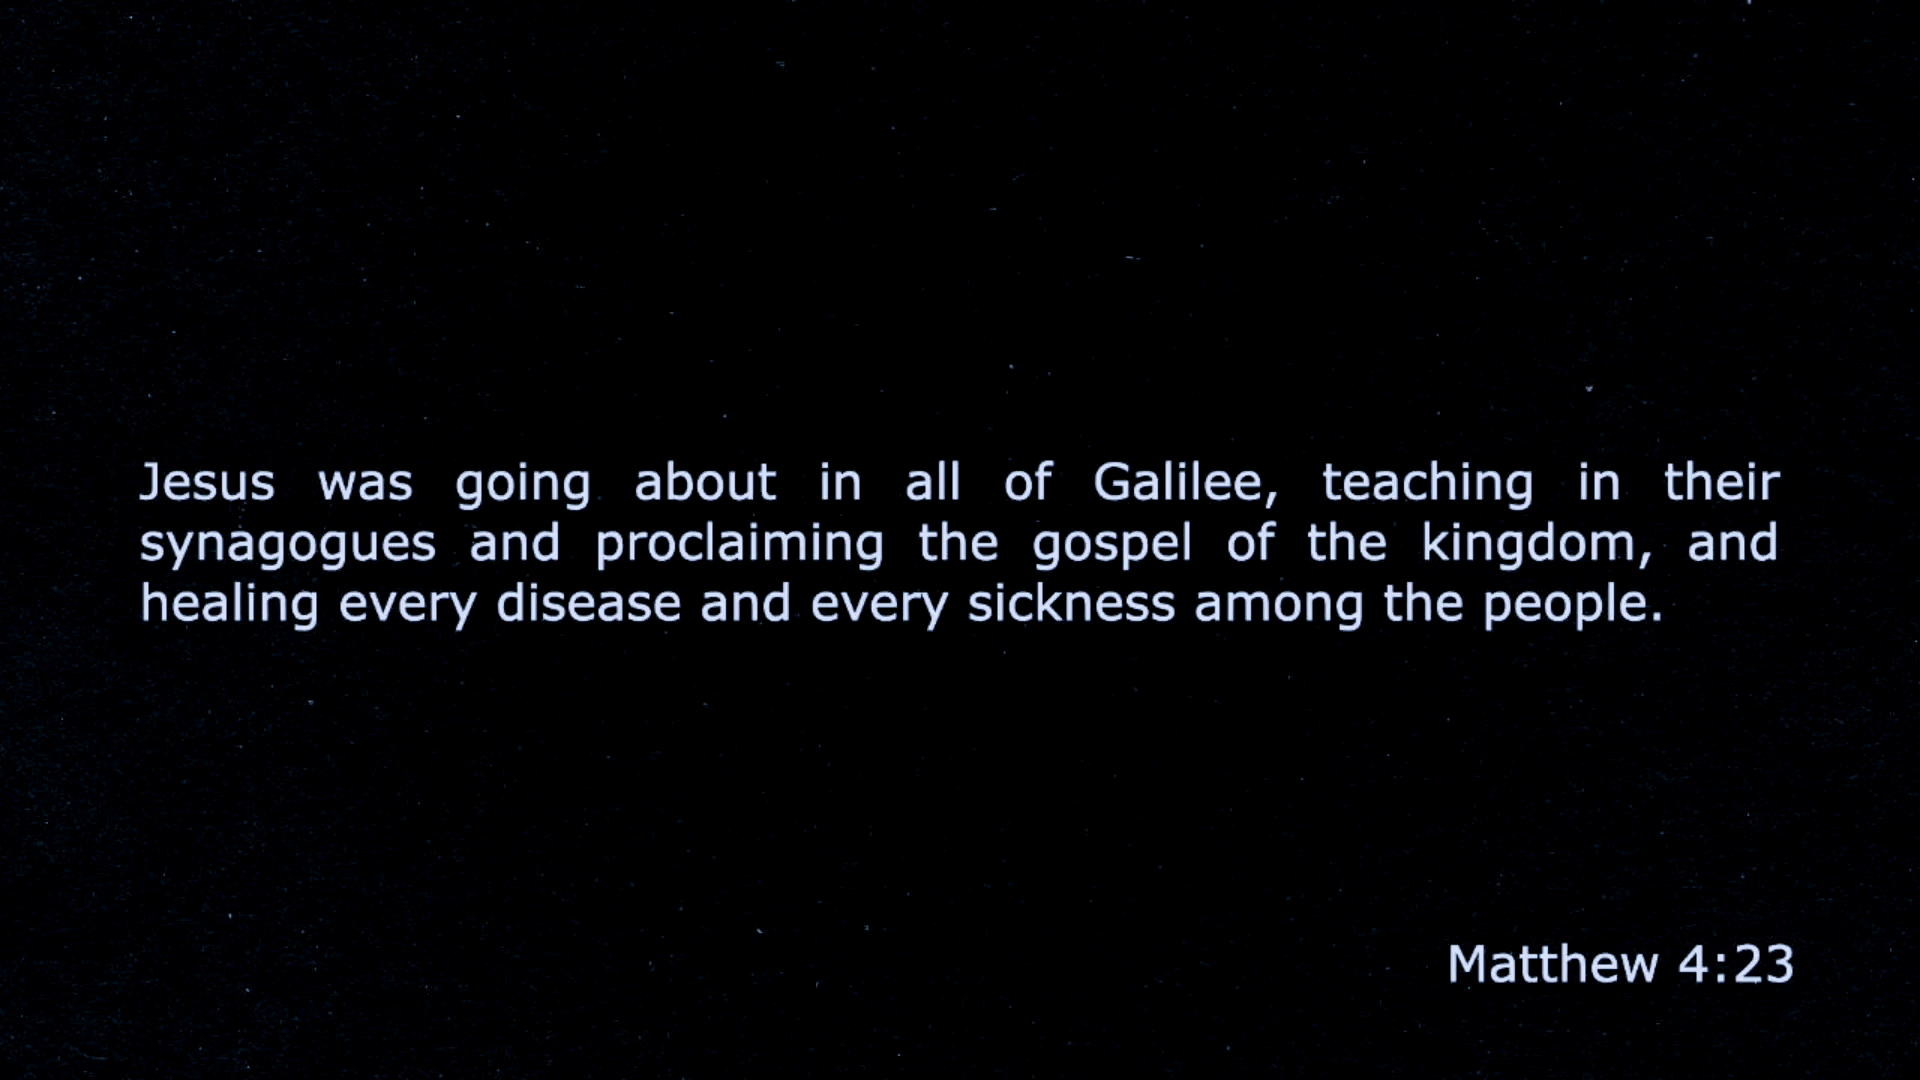 Jesus was going about in all of Galilee, teaching in their
synagogues and proclaiming the gospel of the kingdom, and
healing every disease and every sickness among the people.
Matthew 4:23